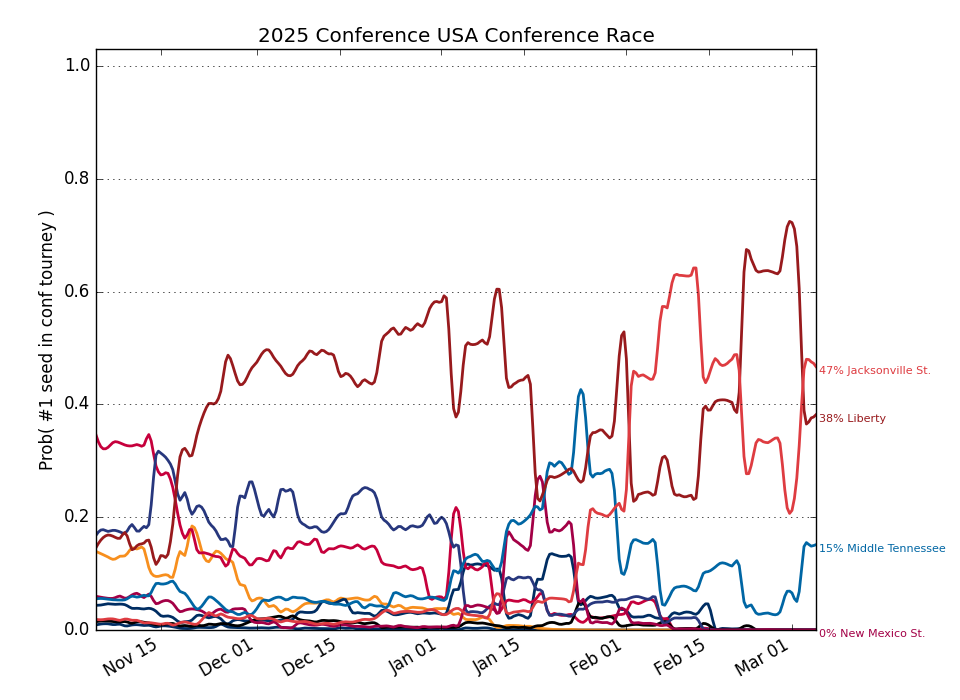 2025 Conference USA Conference Race
1.0
0.8
0.6
0.4
0.2
0.0
Prob( #1 seed in conf tourney )
47% Jacksonville St.
38% Liberty
15% Middle Tennessee
0% New Mexico St.
Nov 15
Dec 01
Dec 15
Jan 01
Jan 15
Feb 01
Feb 15
Mar 01